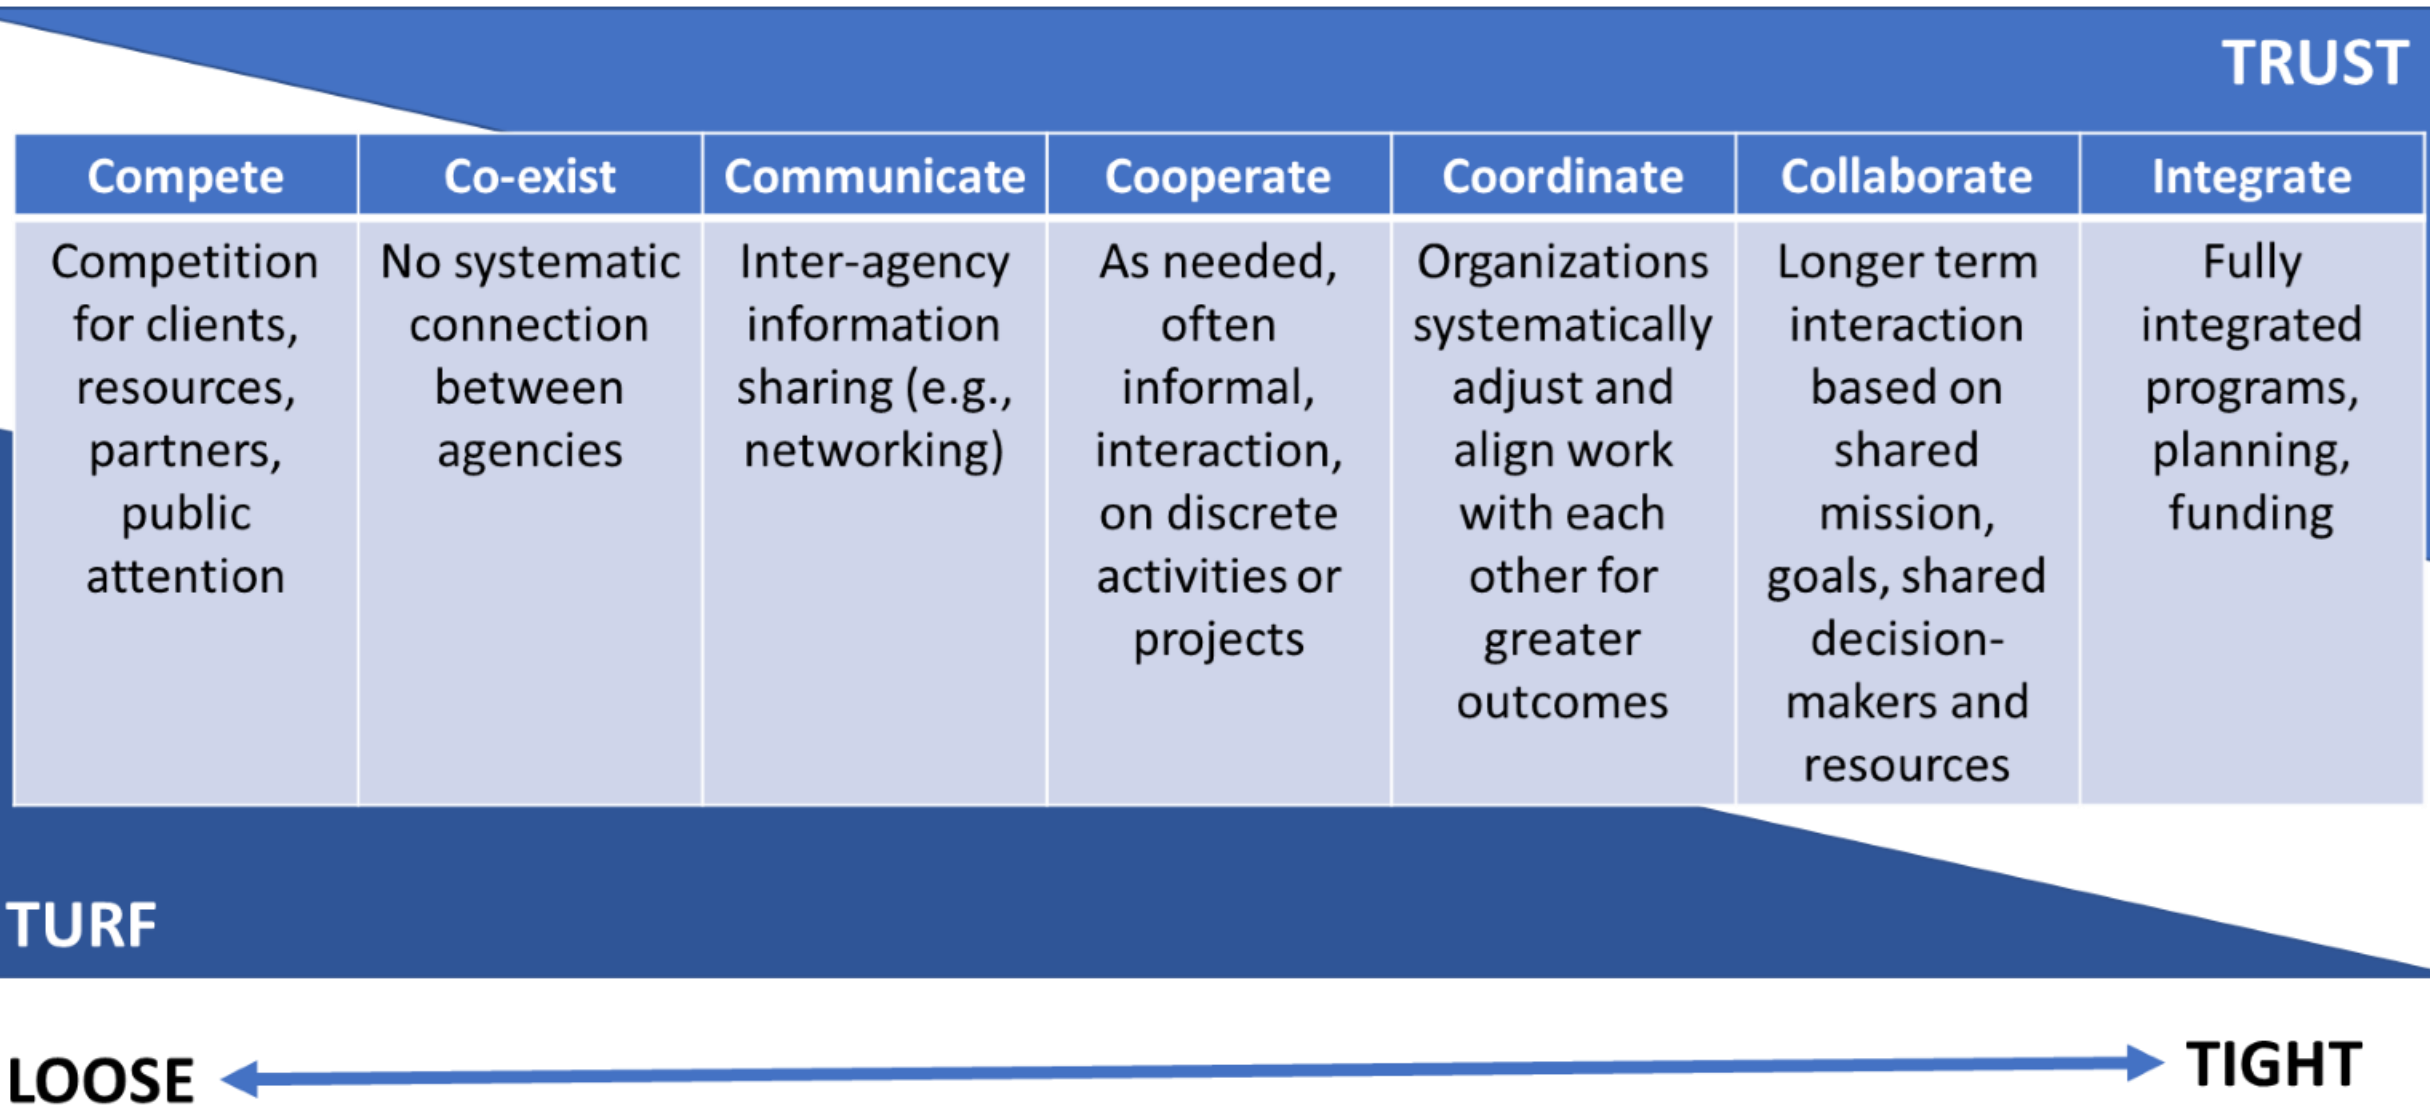 TRUST
Compete
Co-exist
Communicate
Cooperate
Coordinate
Collaborate
Integrate
Competition
for clients,
resources,
partners,
public
attention
No systematic
connection
between
agencies
Inter-agency
information
sharing (e.g.,
networking)
As needed,
often
informal,
interaction,
on discrete
activities or
projects
Organizations
systematically
adjust and
align work
with each
other for
greater
outcomes
Longer term
interaction
based on
shared
mission,
goals, shared
decision-
makers and
resources
Fully
integrated
programs,
planning,
funding
TURF
LOOSE
TIGHT